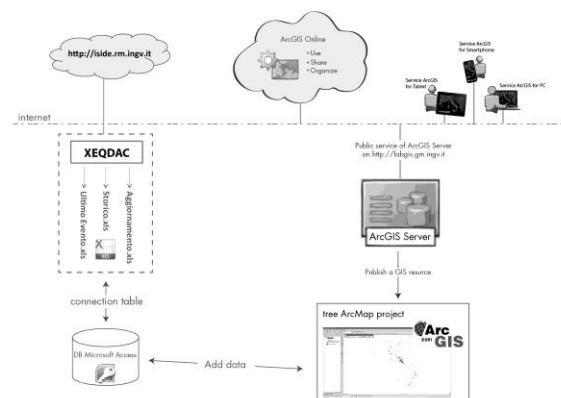 http://iside.rm.ingv.it
ArcGIS Online
• Use
• Share
• Organize
Service ArcGIS
for Smartphone
Service ArcGIS
for Tablet
Service ArcGIS for PC
internet
XEQDAC
Ultimo Evento.xls
Storico.xls
Aggiornamento.xls
XLS
Public service of ArcGIS Server
on http://labgis.gm.ingv.it
ArcGIS Server
Publish a GIS resurce
connection table
tree ArcMap project
Arc
ESRI GIS
DB Microsoft Access
Add data